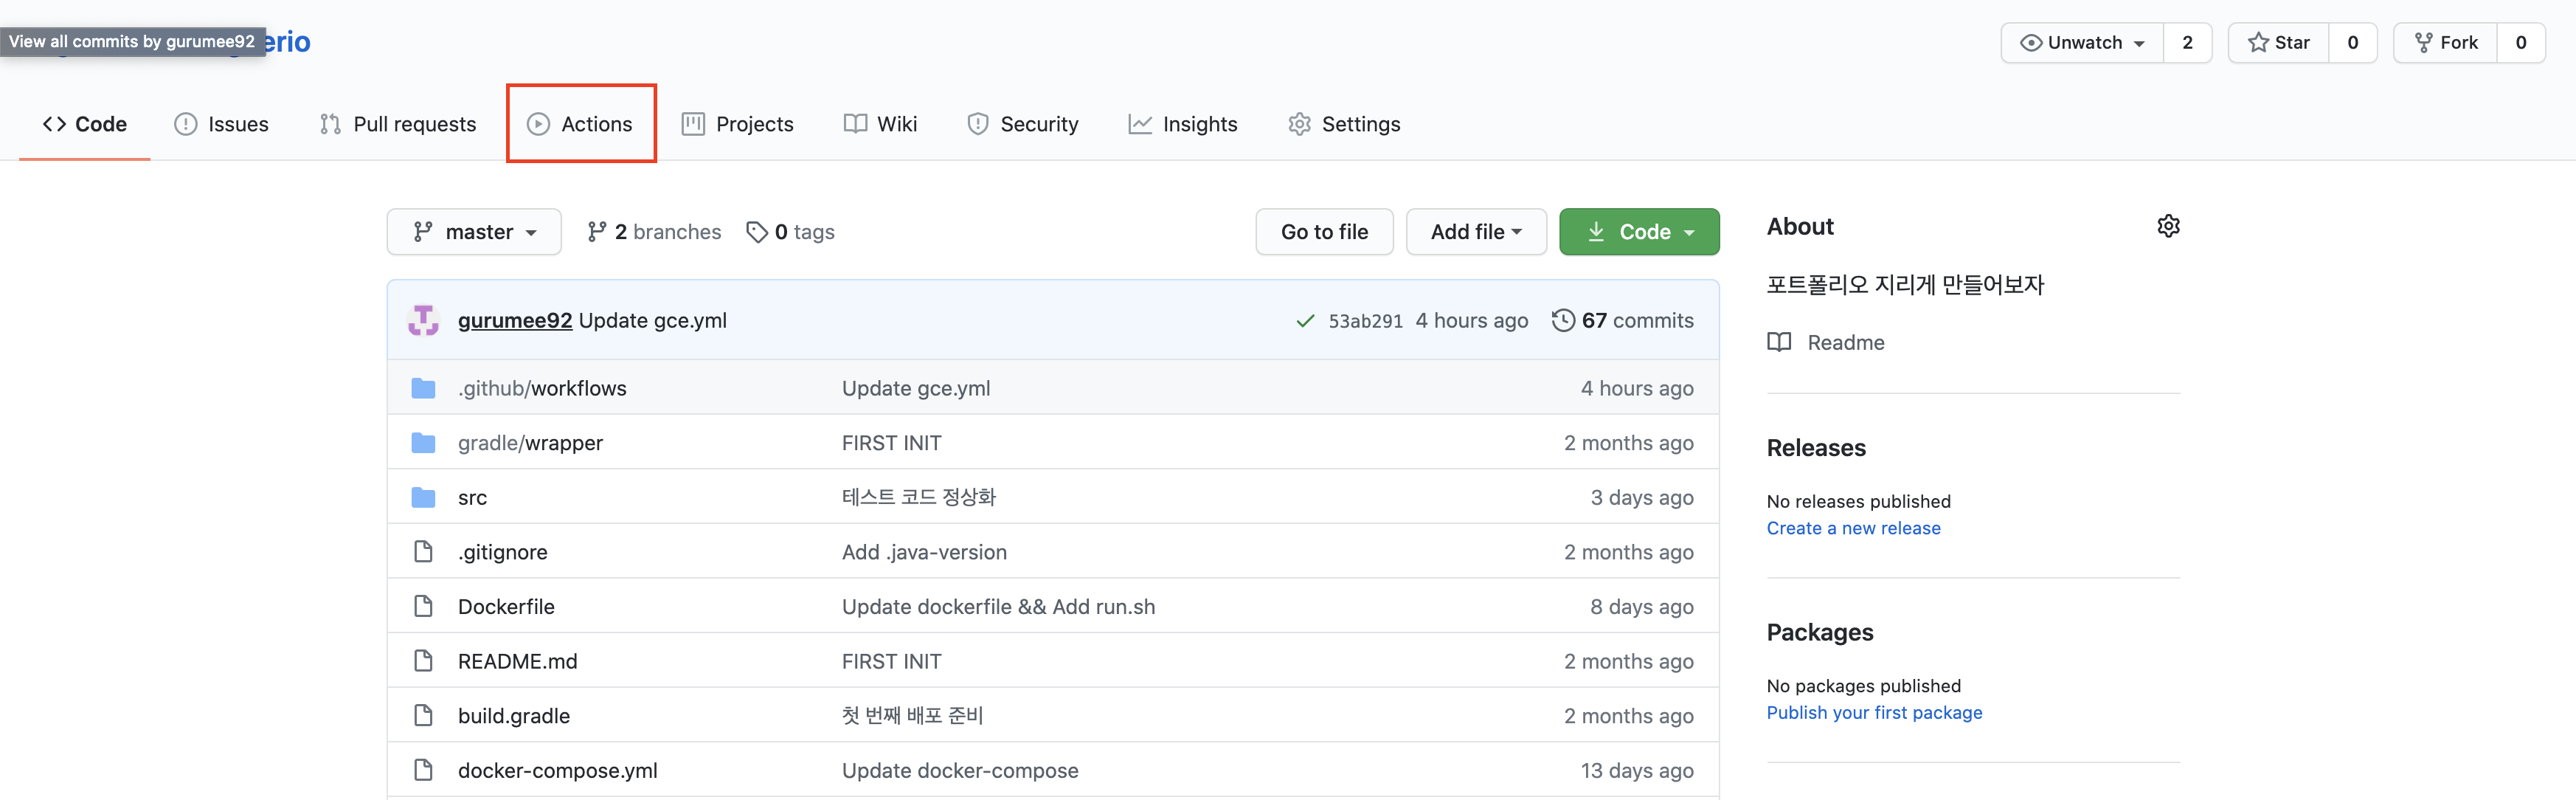 View all commits by gurumee92 erio
Unwatch 2 Star 0 Fork 0
Code Issues Pull requests Actions Projects Wiki Security Insights Settings
master 2 branches 0 tags Go to file Add file Code
gurumee92 Update gce.yml 53ab291 4 hours ago 67 commits
.github/workflows Update gce.yml 4 hours ago
gradle/wrapper FIRST INIT 2 months ago
src 테스트 코드 정상화 3 days ago
.gitignore Add .java-version 2 months ago
Dockerfile Update dockerfile && Add run.sh 8 days ago
README.md FIRST INIT 2 months ago
build.gradle 첫 번째 배포 준비 2 months ago
docker-compose.yml Update docker-compose 13 days ago
About
포트폴리오 지리게 만들어보자
Readme
Releases
No releases published
Create a new release
Packages
No packages published
Publish your first package